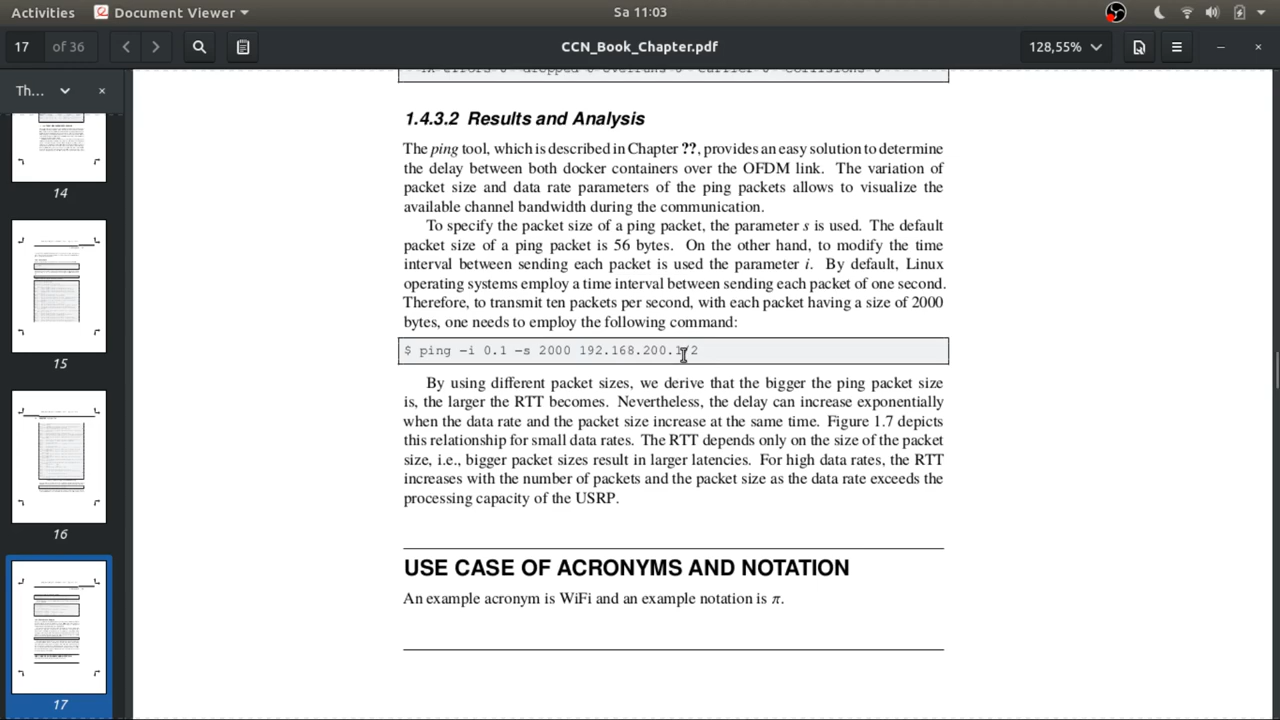 Activities Document Viewer Sa 11:03
17 of 36 CCN_Book_Chapter.pdf 128,55%
Th...
1.4.3.2 Results and Analysis
The ping tool, which is described in Chapter ??, provides an easy solution to determine
the delay between both docker containers over the OFDM link. The variation of
packet size and data rate parameters of the ping packets allows to visualize the
available channel bandwidth during the communication.
To specify the packet size of a ping packet, the parameter s is used. The default
packet size of a ping packet is 56 bytes. On the other hand, to modify the time
interval between sending each packet is used the parameter i. By default, Linux
operating systems employ a time interval between sending each packet of one second.
Therefore, to transmit ten packets per second, with each packet having a size of 2000
bytes, one needs to employ the following command:
$ ping −i 0.1 −s 2000
By using different packet sizes, we derive that the bigger the ping packet size
is, the larger the RTT becomes. Nevertheless, the delay can increase exponentially
when the data rate and the packet size increase at the same time. Figure 1.7 depicts
this relationship for small data rates. The RTT depends only on the size of the packet
size, i.e., bigger packet sizes result in larger latencies. For high data rates, the RTT
increases with the number of packets and the packet size as the data rate exceeds the
processing capacity of the USRP.
USE CASE OF ACRONYMS AND NOTATION
An example acronym is WiFi and an example notation is π.
14
15
16
17